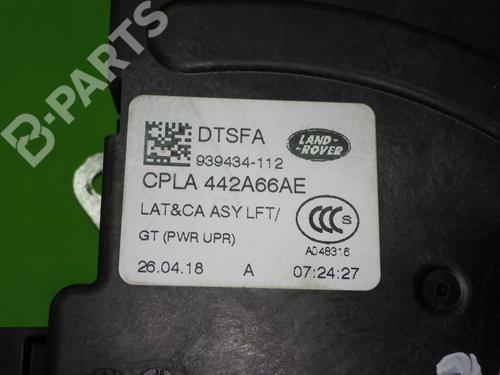 B-PARTS
DTSFA
LAND-
ROVER
939434-112
CPLA 442A66AE
LAT&CA ASY LFT/
GT (PWR UPR)
CCC S
A048316
26.04.18 A 07:24:27